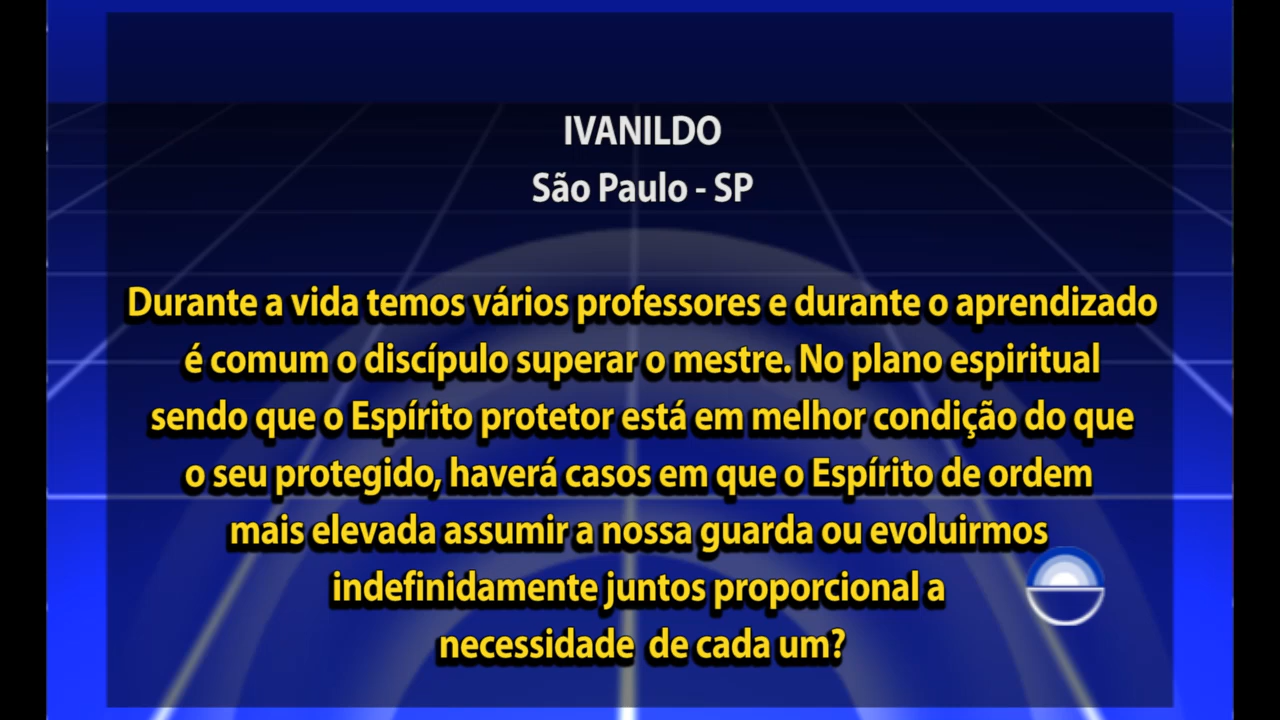 IVANILDO
São Paulo - SP
Durante a vida temos vários professores e durante o aprendizado
é comum o discípulo superar o mestre. No plano espiritual
sendo que o Espírito protetor está em melhor condição do que
o seu protegido, haverá casos em que o Espírito de ordem
mais elevada assumir a nossa guarda ou evoluirmos
indefinidamente juntos proporcional a
necessidade de cada um?